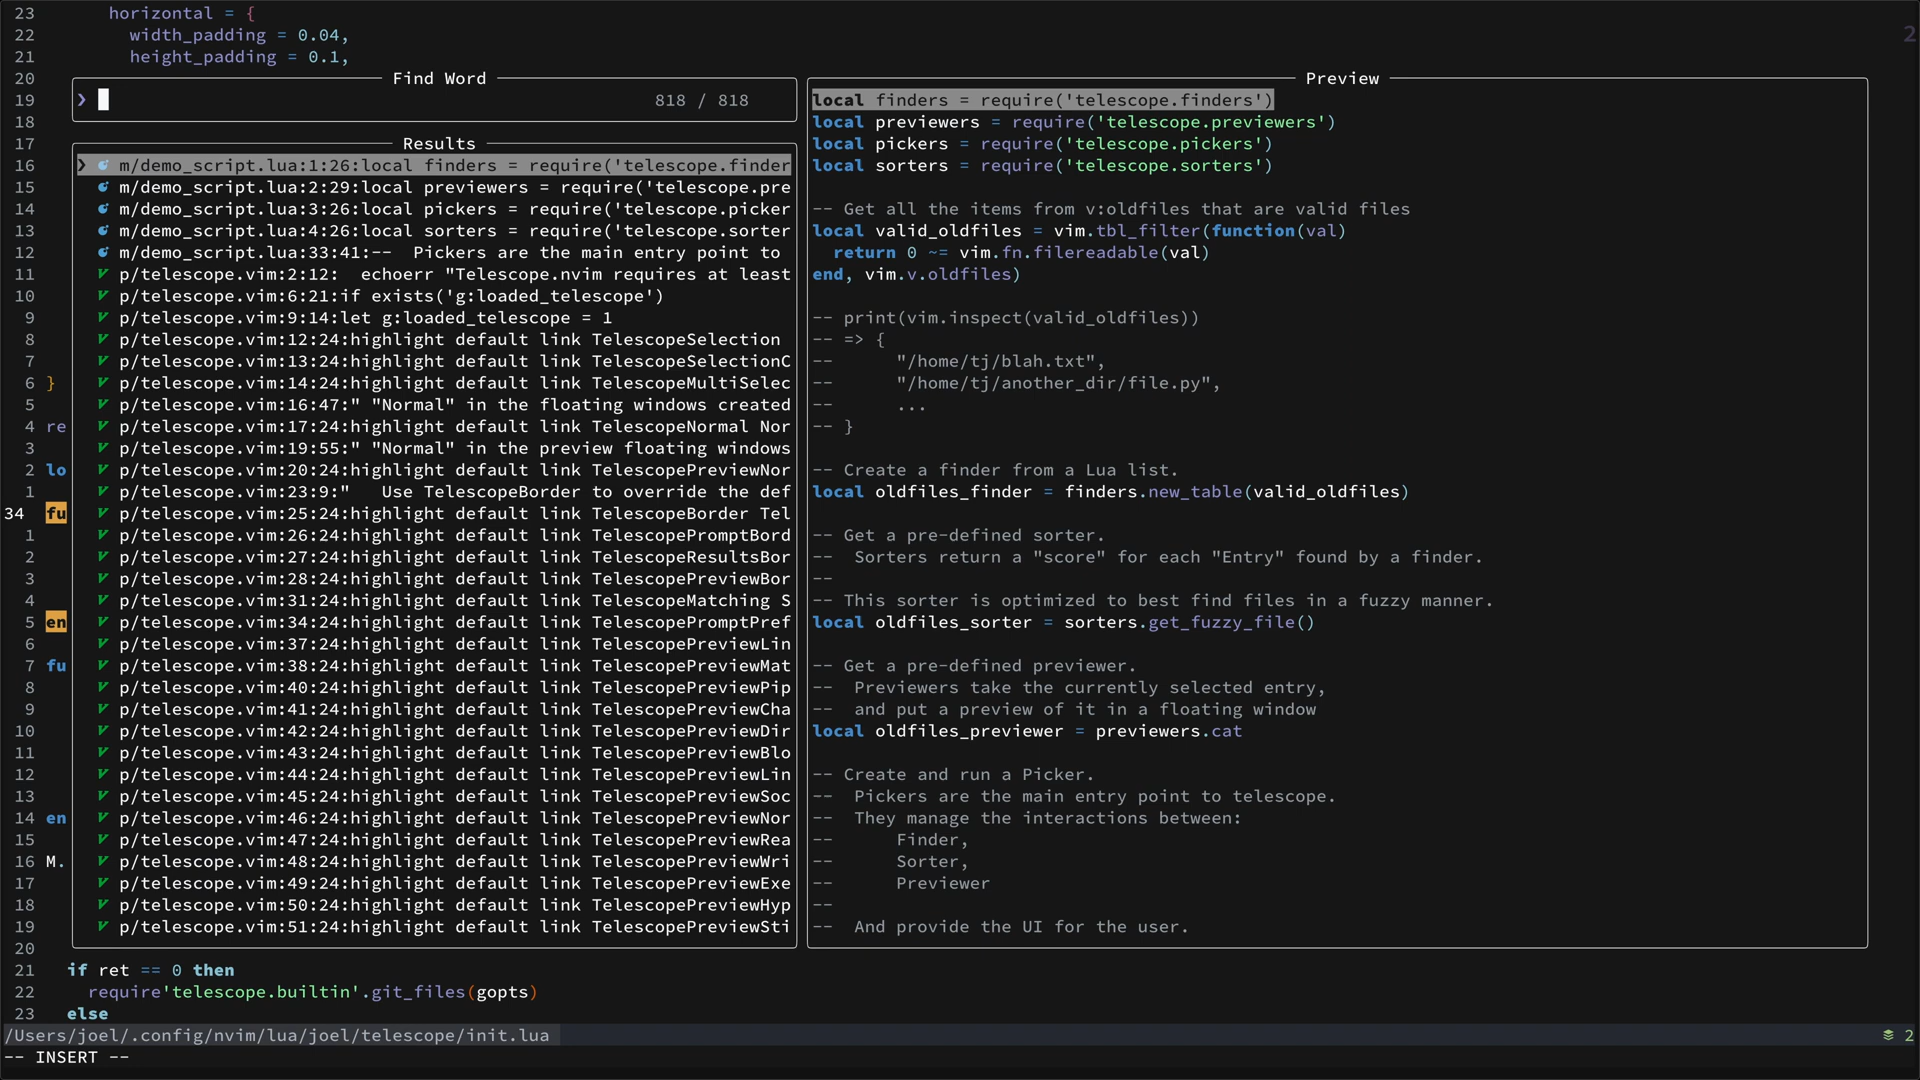 23 horizontal = {
22 width_padding = 0.04,
21 height_padding = 0.1,
2
20
19
18
17
16
15
14
13
12
11
10
9
8
7
6 }
5
4 re
3
2 lo
1
34 fu
1
2
3
4
5 en
6
7 fu
8
9
10
11
12
13
14 en
15
16 M.
17
18
19
20
Find Word
❯ 818 / 818
Results
❯ m/demo_script.lua:1:26:local finders = require('telescope.finder
m/demo_script.lua:2:29:local previewers = require('telescope.pre
m/demo_script.lua:3:26:local pickers = require('telescope.picker
m/demo_script.lua:4:26:local sorters = require('telescope.sorter
m/demo_script.lua:33:41:--  Pickers are the main entry point to
p/telescope.vim:2:12:  echoerr "Telescope.nvim requires at least
p/telescope.vim:6:21:if exists('g:loaded_telescope')
p/telescope.vim:9:14:let g:loaded_telescope = 1
p/telescope.vim:12:24:highlight default link TelescopeSelection
p/telescope.vim:13:24:highlight default link TelescopeSelectionC
p/telescope.vim:14:24:highlight default link TelescopeMultiSelec
p/telescope.vim:16:47:" "Normal" in the floating windows created
p/telescope.vim:17:24:highlight default link TelescopeNormal Nor
p/telescope.vim:19:55:" "Normal" in the preview floating windows
p/telescope.vim:20:24:highlight default link TelescopePreviewNor
p/telescope.vim:23:9:"   Use TelescopeBorder to override the def
p/telescope.vim:25:24:highlight default link TelescopeBorder Tel
p/telescope.vim:26:24:highlight default link TelescopePromptBord
p/telescope.vim:27:24:highlight default link TelescopeResultsBor
p/telescope.vim:28:24:highlight default link TelescopePreviewBor
p/telescope.vim:31:24:highlight default link TelescopeMatching S
p/telescope.vim:34:24:highlight default link TelescopePromptPref
p/telescope.vim:37:24:highlight default link TelescopePreviewLin
p/telescope.vim:38:24:highlight default link TelescopePreviewMat
p/telescope.vim:40:24:highlight default link TelescopePreviewPip
p/telescope.vim:41:24:highlight default link TelescopePreviewCha
p/telescope.vim:42:24:highlight default link TelescopePreviewDir
p/telescope.vim:43:24:highlight default link TelescopePreviewBlo
p/telescope.vim:44:24:highlight default link TelescopePreviewLin
p/telescope.vim:45:24:highlight default link TelescopePreviewSoc
p/telescope.vim:46:24:highlight default link TelescopePreviewNor
p/telescope.vim:47:24:highlight default link TelescopePreviewRea
p/telescope.vim:48:24:highlight default link TelescopePreviewWri
p/telescope.vim:49:24:highlight default link TelescopePreviewExe
p/telescope.vim:50:24:highlight default link TelescopePreviewHyp
p/telescope.vim:51:24:highlight default link TelescopePreviewSti
Preview
local finders = require('telescope.finders')
local previewers = require('telescope.previewers')
local pickers = require('telescope.pickers')
local sorters = require('telescope.sorters')
-- Get all the items from v:oldfiles that are valid files
local valid_oldfiles = vim.tbl_filter(function(val)
  return 0 ~= vim.fn.filereadable(val)
end, vim.v.oldfiles)
-- print(vim.inspect(valid_oldfiles))
-- => {
--      "/home/tj/blah.txt",
--      "/home/tj/another_dir/file.py",
--      ...
-- }
-- Create a finder from a Lua list.
local oldfiles_finder = finders.new_table(valid_oldfiles)
-- Get a pre-defined sorter.
--  Sorters return a "score" for each "Entry" found by a finder.
--
-- This sorter is optimized to best find files in a fuzzy manner.
local oldfiles_sorter = sorters.get_fuzzy_file()
-- Get a pre-defined previewer.
--  Previewers take the currently selected entry,
--  and put a preview of it in a floating window
local oldfiles_previewer = previewers.cat
-- Create and run a Picker.
--  Pickers are the main entry point to telescope.
--  They manage the interactions between:
--      Finder,
--      Sorter,
--      Previewer
--
--  And provide the UI for the user.
21 if ret == 0 then
22 require'telescope.builtin'.git_files(gopts)
23 else
/Users/joel/.config/nvim/lua/joel/telescope/init.lua 2
-- INSERT --